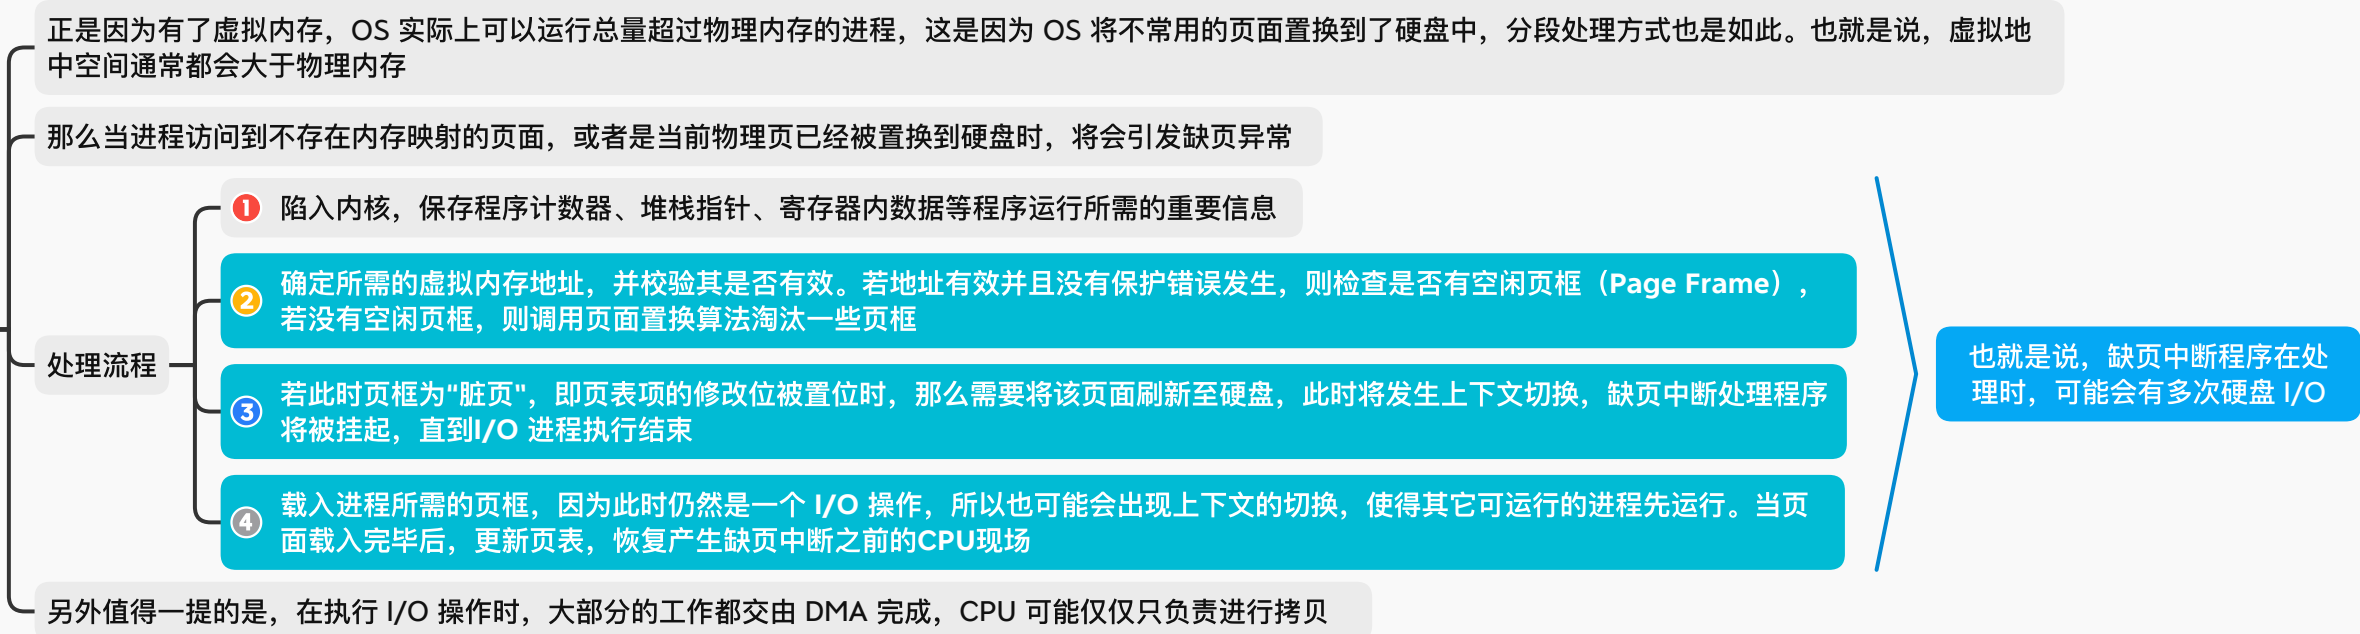 正是因为有了虚拟内存，OS 实际上可以运行总量超过物理内存的进程，这是因为 OS 将不常用的页面置换到了硬盘中，分段处理方式也是如此。也就是说，虚拟地
中空间通常都会大于物理内存
那么当进程访问到不存在内存映射的页面，或者是当前物理页已经被置换到硬盘时，将会引发缺页异常
处理流程
1 陷入内核，保存程序计数器、堆栈指针、寄存器内数据等程序运行所需的重要信息
2 确定所需的虚拟内存地址，并校验其是否有效。若地址有效并且没有保护错误发生，则检查是否有空闲页框（Page Frame），
若没有空闲页框，则调用页面置换算法淘汰一些页框
3 若此时页框为"脏页"，即页表项的修改位被置位时，那么需要将该页面刷新至硬盘，此时将发生上下文切换，缺页中断处理程序
将被挂起，直到I/O 进程执行结束
4 载入进程所需的页框，因为此时仍然是一个 I/O 操作，所以也可能会出现上下文的切换，使得其它可运行的进程先运行。当页
面载入完毕后，更新页表，恢复产生缺页中断之前的CPU现场
也就是说，缺页中断程序在处
理时，可能会有多次硬盘 I/O
另外值得一提的是，在执行 I/O 操作时，大部分的工作都交由 DMA 完成，CPU 可能仅仅只负责进行拷贝